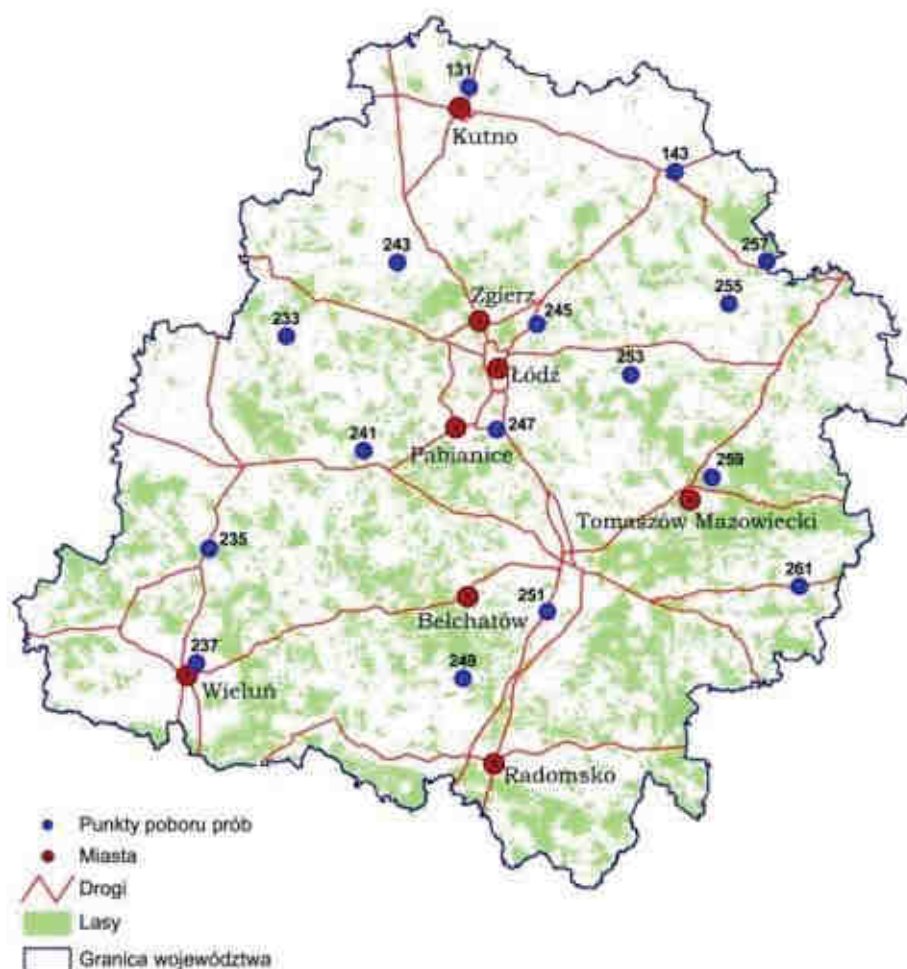 131
Kutno
143
243
257
255
Zgierz
245
233
253
Łódź
247
241
Pabianice
259
Tomaszów Mazowiecki
235
261
251
Bełchatów
237
249
Wieluń
Radomsko
Punkty poboru prób
Miasta
Drogi
Lasy
Granica województwa